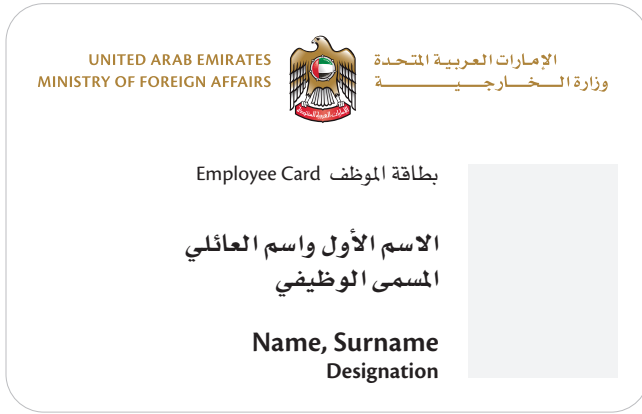 UNITED ARAB EMIRATES
MINISTRY OF FOREIGN AFFAIRS
الإمارات العربية المتحدة
وزارة الـــخـــارجـــيـــــــة
بطاقة الموظف Employee Card
الاسم الأول واسم العائلي
المسمى الوظيفي
Name, Surname
Designation